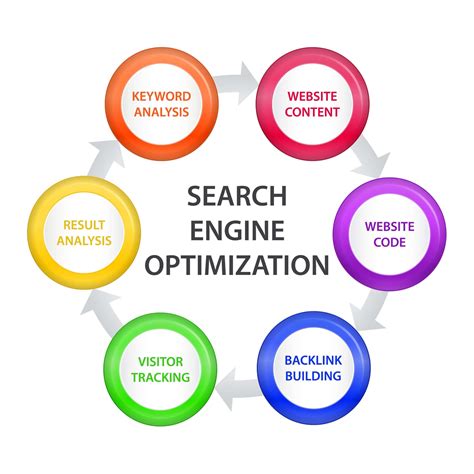 KEYWORD
ANALYSIS
WEBSITE
CONTENT
WEBSITE
CODE
BACKLINK
BUILDING
VISITOR
TRACKING
RESULT
ANALYSIS
SEARCH
ENGINE
OPTIMIZATION